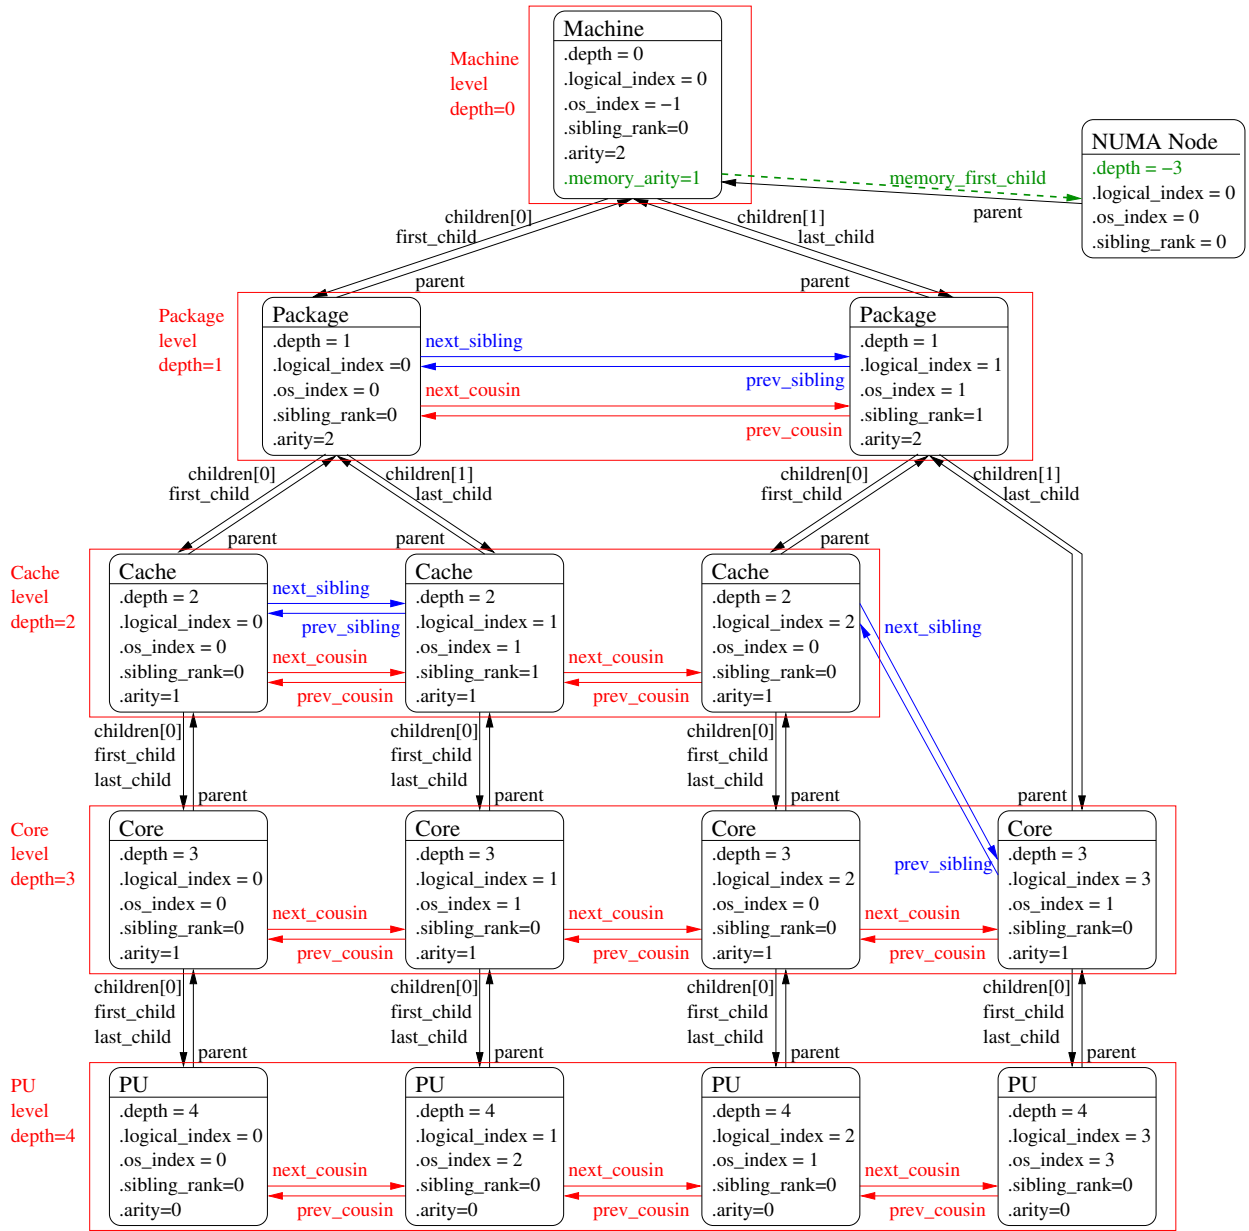 Machine
level
depth=0
Machine
.depth = 0
.logical_index = 0
.os_index = −1
.sibling_rank=0
.arity=2
.memory_arity=1
memory_first_child
parent
NUMA Node
.depth = −3
.logical_index = 0
.os_index = 0
.sibling_rank = 0
children[0]
first_child
children[1]
last_child
parent
parent
Package
level
depth=1
Package
.depth = 1
.logical_index =0
.os_index = 0
.sibling_rank=0
.arity=2
next_sibling
prev_sibling
next_cousin
prev_cousin
Package
.depth = 1
.logical_index = 1
.os_index = 1
.sibling_rank=1
.arity=2
children[0]
first_child
children[1]
last_child
children[0]
first_child
children[1]
last_child
parent
parent
parent
Cache
level
depth=2
Cache
.depth = 2
.logical_index = 0
.os_index = 0
.sibling_rank=0
.arity=1
next_sibling
prev_sibling
next_cousin
prev_cousin
Cache
.depth = 2
.logical_index = 1
.os_index = 1
.sibling_rank=1
.arity=1
next_cousin
prev_cousin
Cache
.depth = 2
.logical_index = 2
.os_index = 0
.sibling_rank=0
.arity=1
next_sibling
prev_sibling
children[0]
first_child
last_child
parent
children[0]
first_child
last_child
parent
children[0]
first_child
last_child
parent
parent
Core
level
depth=3
Core
.depth = 3
.logical_index = 0
.os_index = 0
.sibling_rank=0
.arity=1
next_cousin
prev_cousin
Core
.depth = 3
.logical_index = 1
.os_index = 1
.sibling_rank=0
.arity=1
next_cousin
prev_cousin
Core
.depth = 3
.logical_index = 2
.os_index = 0
.sibling_rank=0
.arity=1
next_cousin
prev_cousin
Core
.depth = 3
.logical_index = 3
.os_index = 1
.sibling_rank=0
.arity=1
children[0]
first_child
last_child
parent
children[0]
first_child
last_child
parent
children[0]
first_child
last_child
parent
children[0]
first_child
last_child
parent
PU
level
depth=4
PU
.depth = 4
.logical_index = 0
.os_index = 0
.sibling_rank=0
.arity=0
next_cousin
prev_cousin
PU
.depth = 4
.logical_index = 1
.os_index = 2
.sibling_rank=0
.arity=0
next_cousin
prev_cousin
PU
.depth = 4
.logical_index = 2
.os_index = 1
.sibling_rank=0
.arity=0
next_cousin
prev_cousin
PU
.depth = 4
.logical_index = 3
.os_index = 3
.sibling_rank=0
.arity=0